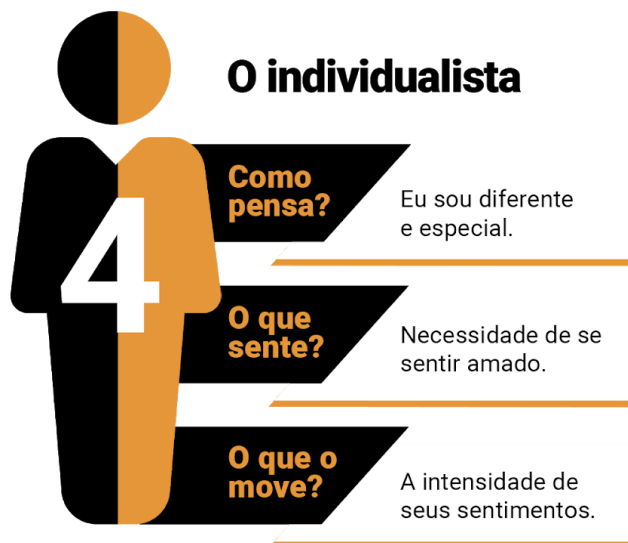 O individualista
4
Como
pensa?
Eu sou diferente
e especial.
O que
sente?
Necessidade de se
sentir amado.
O que o
move?
A intensidade de
seus sentimentos.